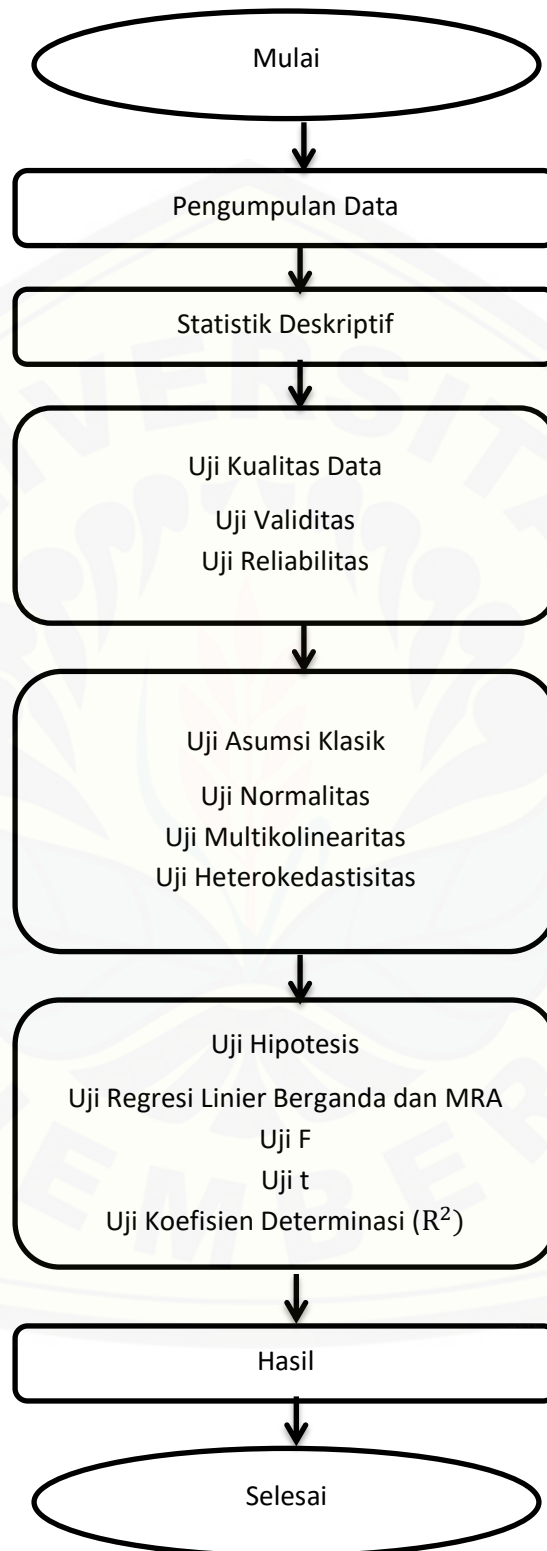 Mulai
Pengumpulan Data
Statistik Deskriptif
Uji Kualitas Data
Uji Validitas
Uji Reliabilitas
Uji Asumsi Klasik
Uji Normalitas
Uji Multikolinearitas
Uji Heterokedastisitas
Uji Hipotesis
Uji Regresi Linier Berganda dan MRA
Uji F
Uji t
Uji Koefisien Determinasi (R²)
Hasil
Selesai